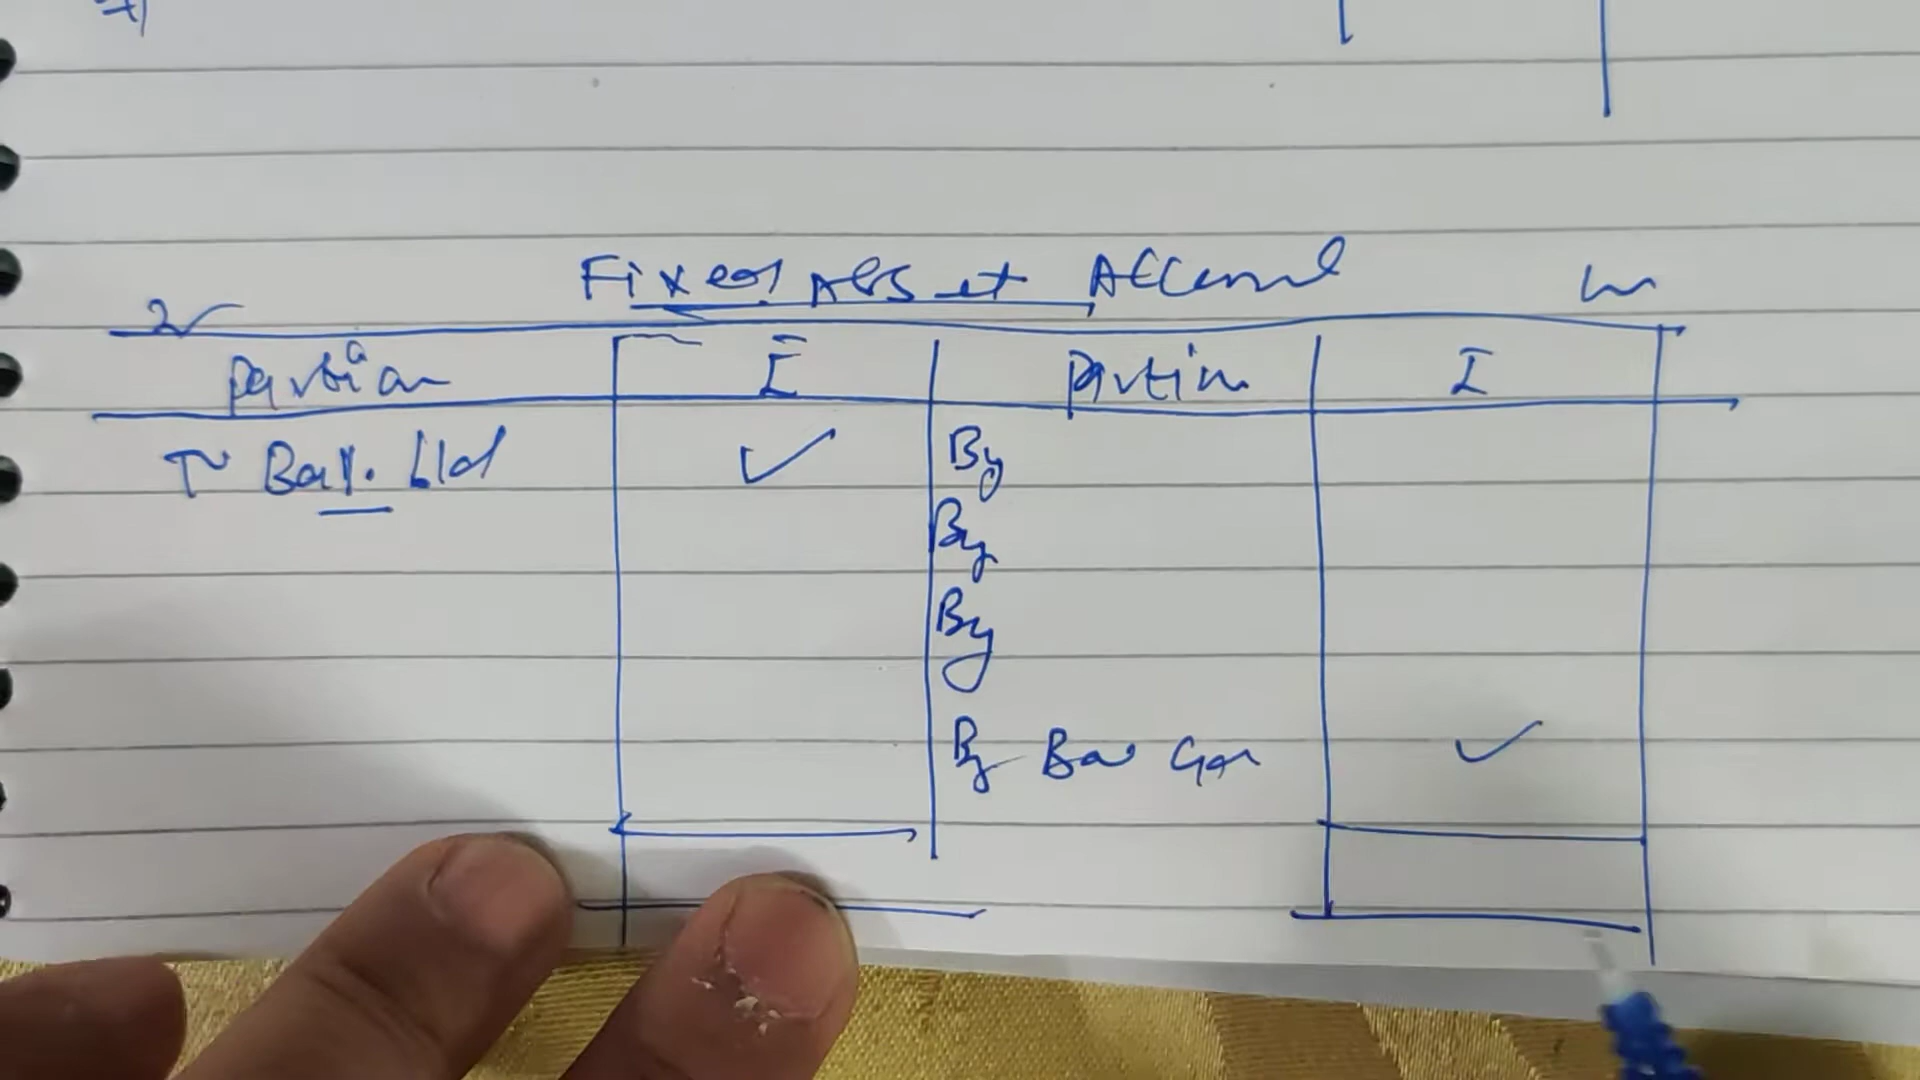 Fixed Asset Account
Particular ₹ Particular ₹
To Bal. b/d ✓ By
By
By
By Bal ✓